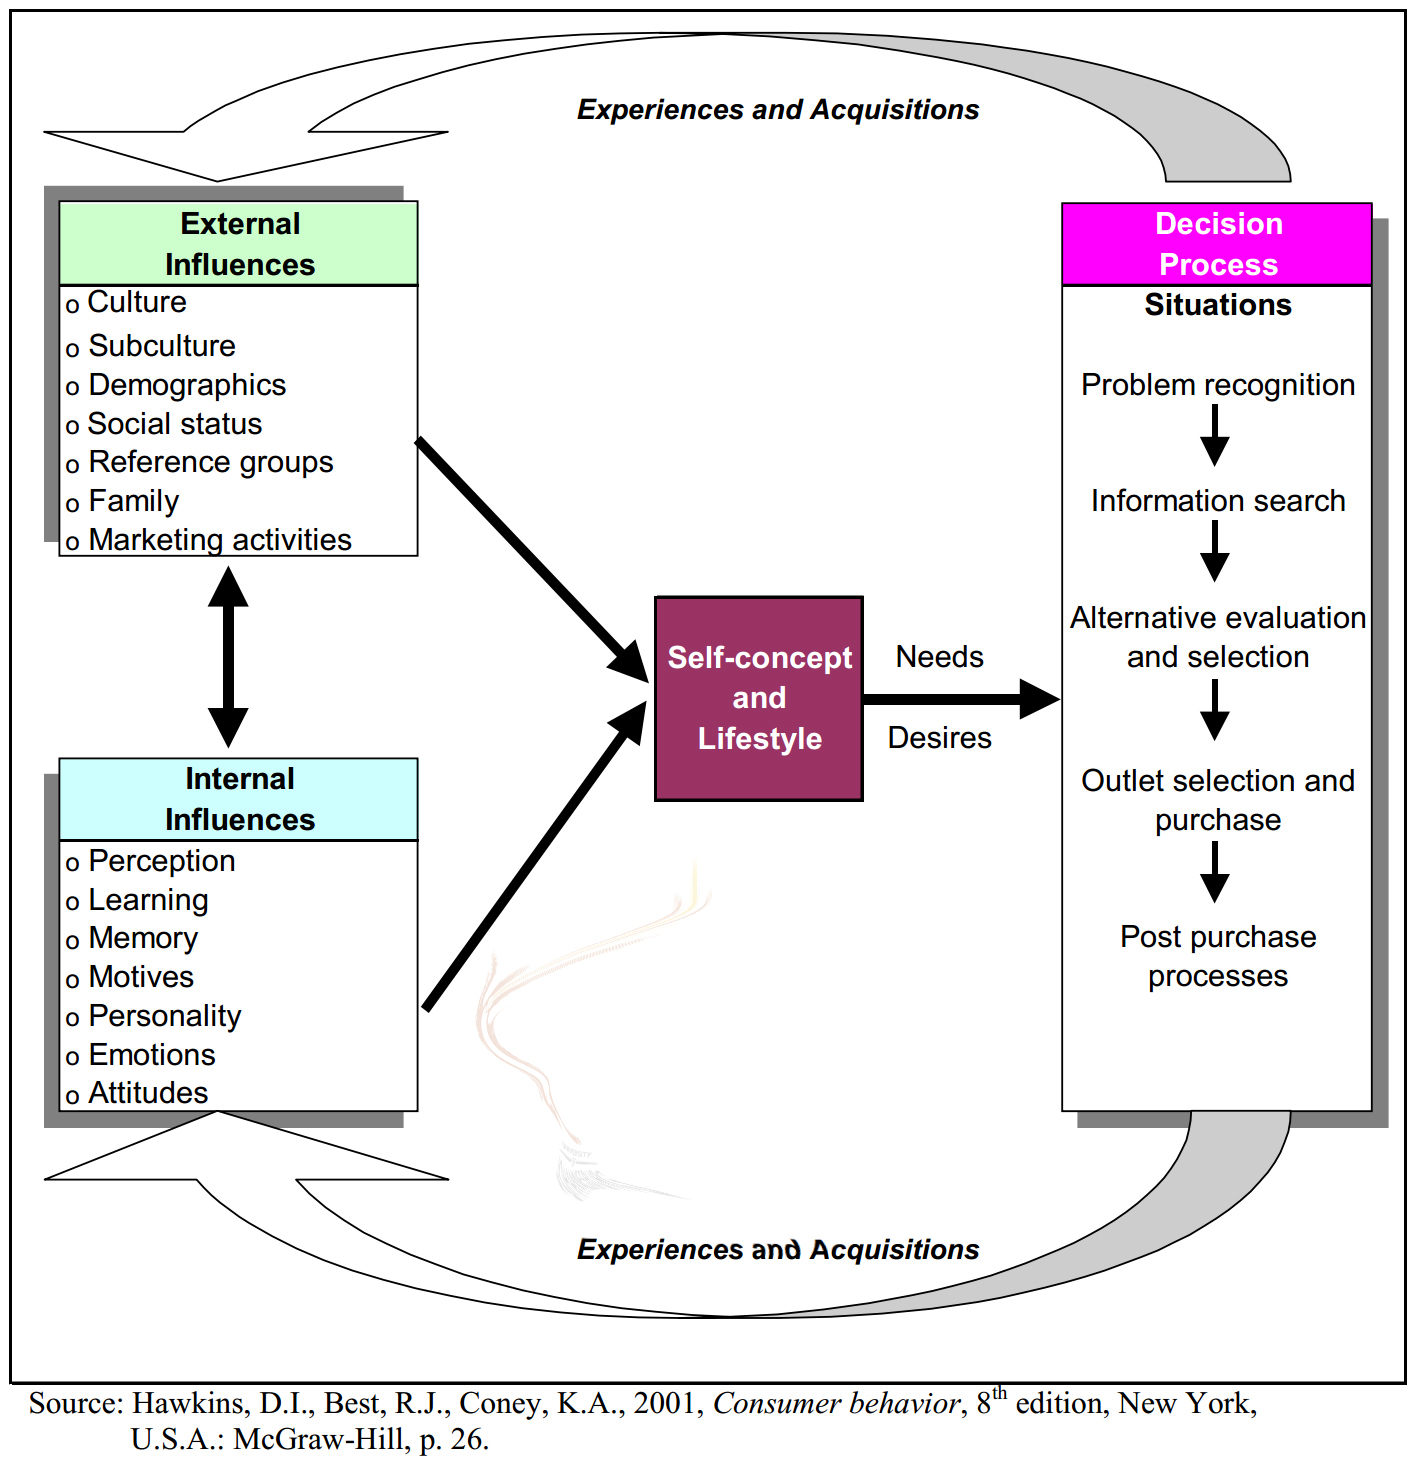 Experiences and Acquisitions
External
Influences
o Culture
o Subculture
o Demographics
o Social status
o Reference groups
o Family
o Marketing activities
Internal
Influences
o Perception
o Learning
o Memory
o Motives
o Personality
o Emotions
o Attitudes
Self-concept
and
Lifestyle
Needs
Desires
Decision
Process
Situations
Problem recognition
Information search
Alternative evaluation
and selection
Outlet selection and
purchase
Post purchase
processes
Experiences and Acquisitions
Source: Hawkins, D.I., Best, R.J., Coney, K.A., 2001, Consumer behavior, 8th edition, New York,
U.S.A.: McGraw-Hill, p. 26.